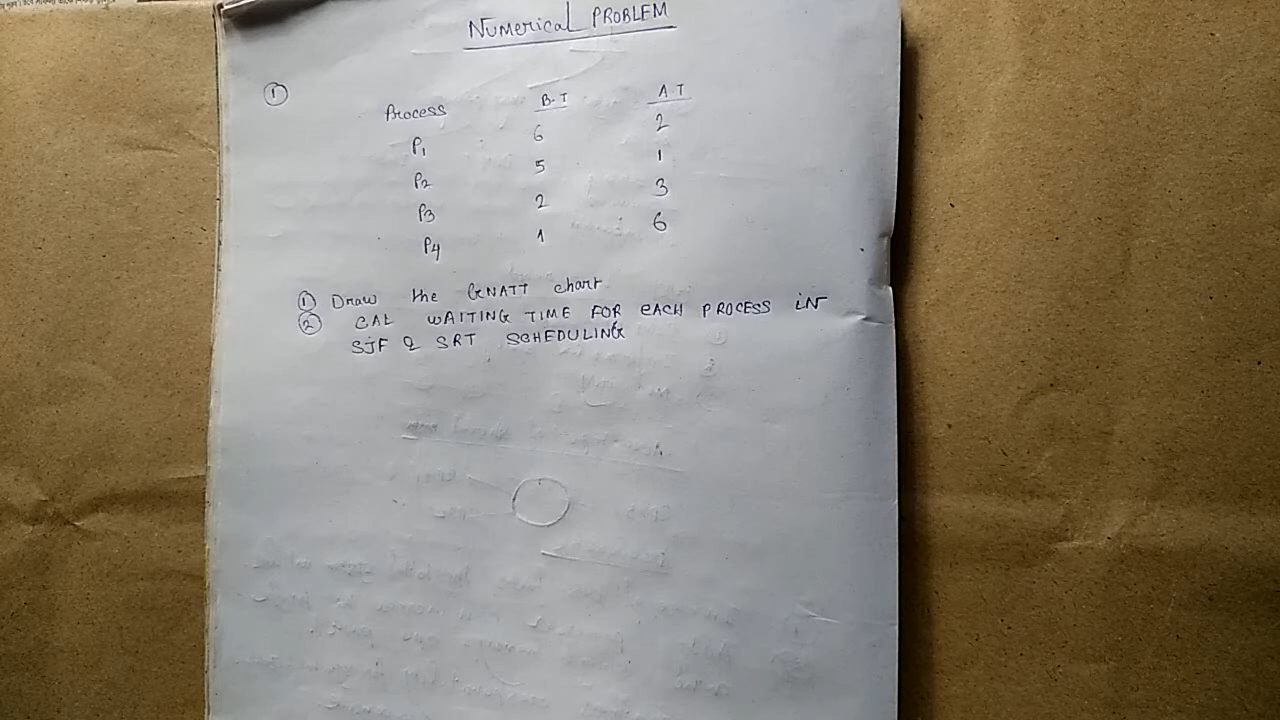 Numerical PROBLEM
①
Process B.T A.T
P1 6 2
P2 5 1
P3 2 3
P4 1 6
① Draw the GNATT chart
② CAL WAITING TIME FOR EACH PROCESS IN
SJF & SRT SCHEDULING